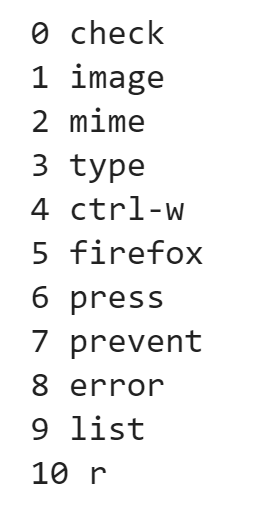 0 check
1 image
2 mime
3 type
4 ctrl-w
5 firefox
6 press
7 prevent
8 error
9 list
10 r